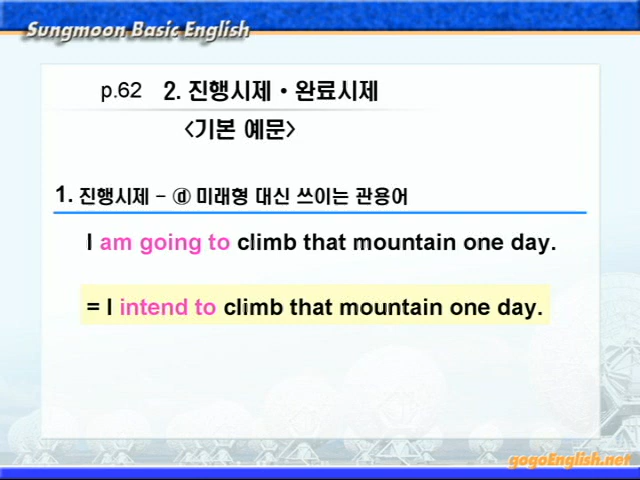 Sungmoon Basic English
p.62 2. 진행시제・완료시제
<기본 예문>
1. 진행시제 - ⓓ 미래형 대신 쓰이는 관용어
I am going to climb that mountain one day.
= I intend to climb that mountain one day.
gogoEnglish.net